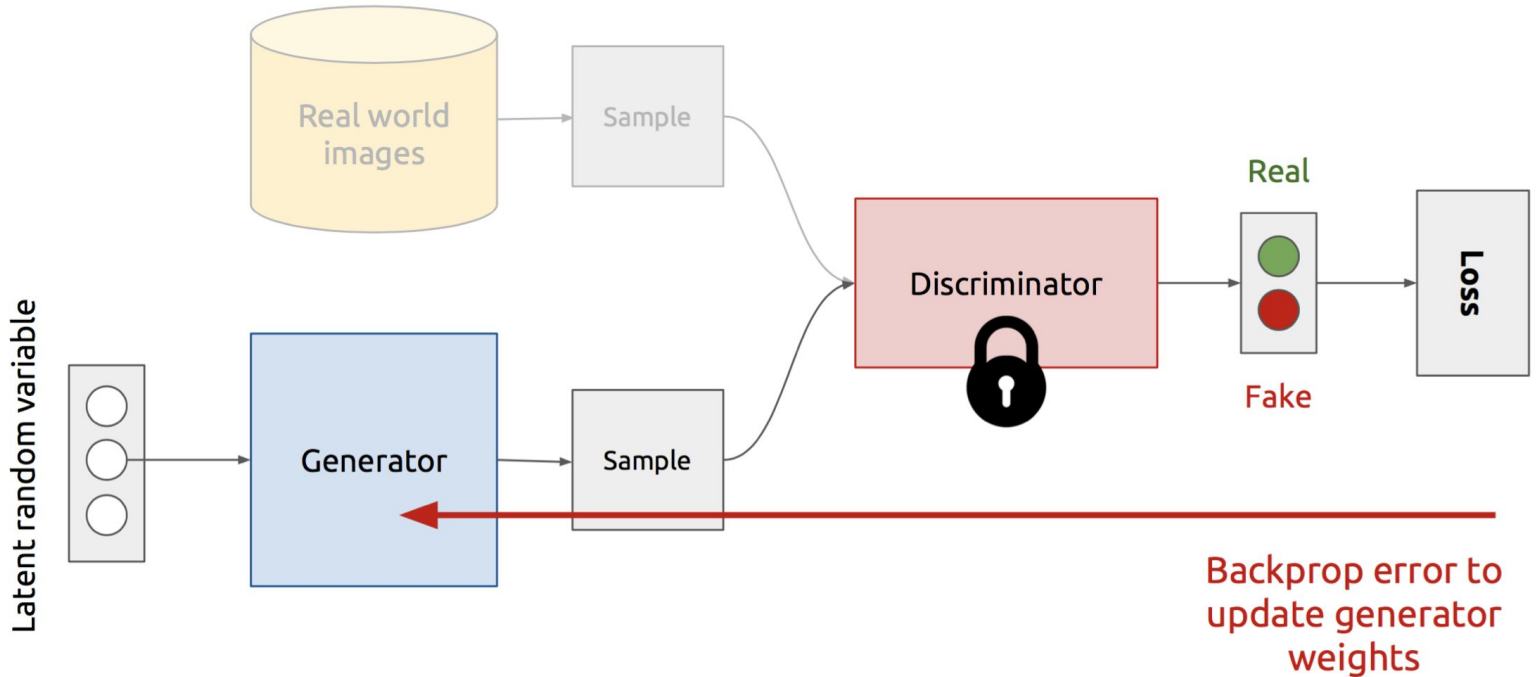 Real world
images
Sample
Real
Discriminator
Loss
Fake
Latent random variable
Generator
Sample
Backprop error to
update generator
weights